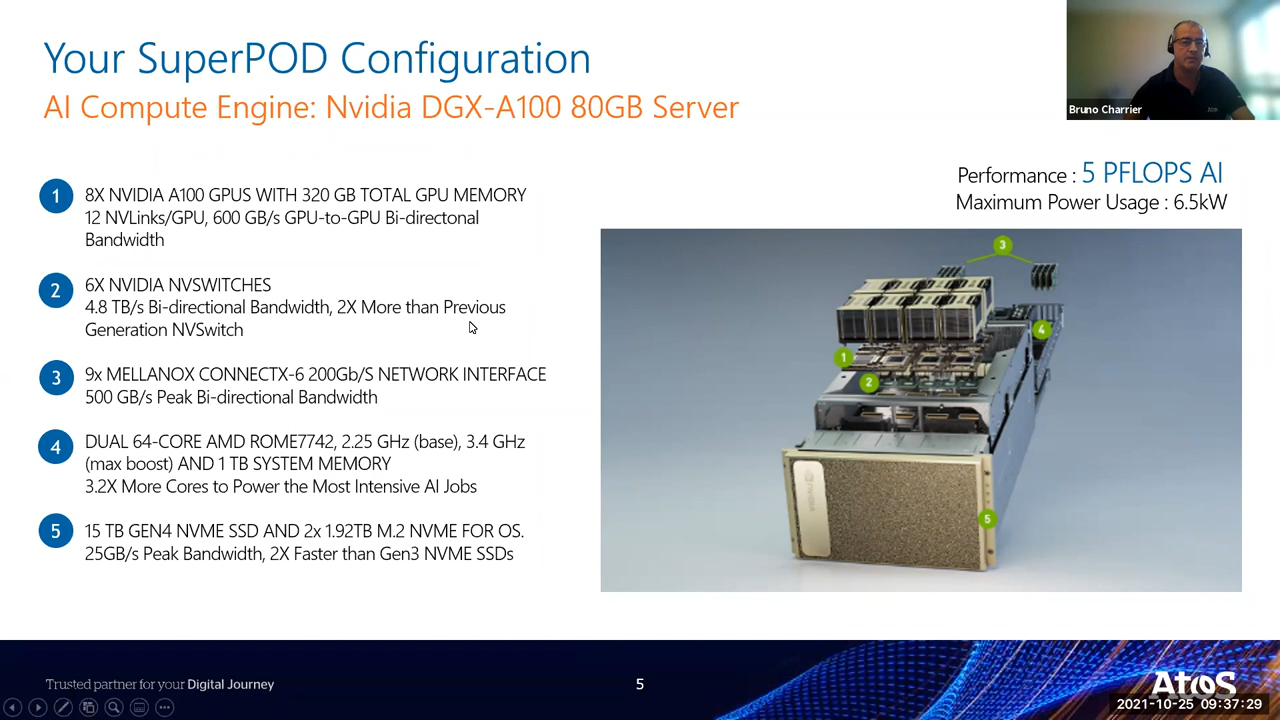 Your SuperPOD Configuration
AI Compute Engine: Nvidia DGX-A100 80GB Server
Bruno Charrier
Performance : 5 PFLOPS AI
Maximum Power Usage : 6.5kW
1
8X NVIDIA A100 GPUS WITH 320 GB TOTAL GPU MEMORY
12 NVLinks/GPU, 600 GB/s GPU-to-GPU Bi-directonal
Bandwidth
2
6X NVIDIA NVSWITCHES
4.8 TB/s Bi-directional Bandwidth, 2X More than Previous
Generation NVSwitch
3
9x MELLANOX CONNECTX-6 200Gb/S NETWORK INTERFACE
500 GB/s Peak Bi-directional Bandwidth
4
DUAL 64-CORE AMD ROME7742, 2.25 GHz (base), 3.4 GHz
(max boost) AND 1 TB SYSTEM MEMORY
3.2X More Cores to Power the Most Intensive AI Jobs
5
15 TB GEN4 NVME SSD AND 2x 1.92TB M.2 NVME FOR OS.
25GB/s Peak Bandwidth, 2X Faster than Gen3 NVME SSDs
3
4
1
2
5
NVIDIA
Trusted partner for your Digital Journey
5
Atos
2021-10-25 09:37:29